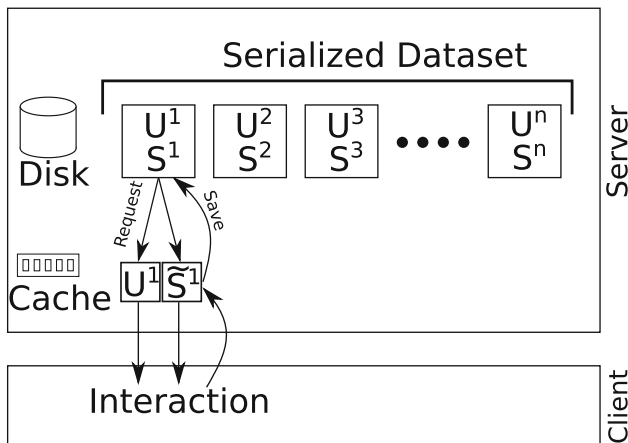 Serialized Dataset
Server
Disk
U¹ U² U³ Uⁿ
S¹ S² S³ Sⁿ
Request
Save
Cache
U¹ S̃¹
Interaction
Client